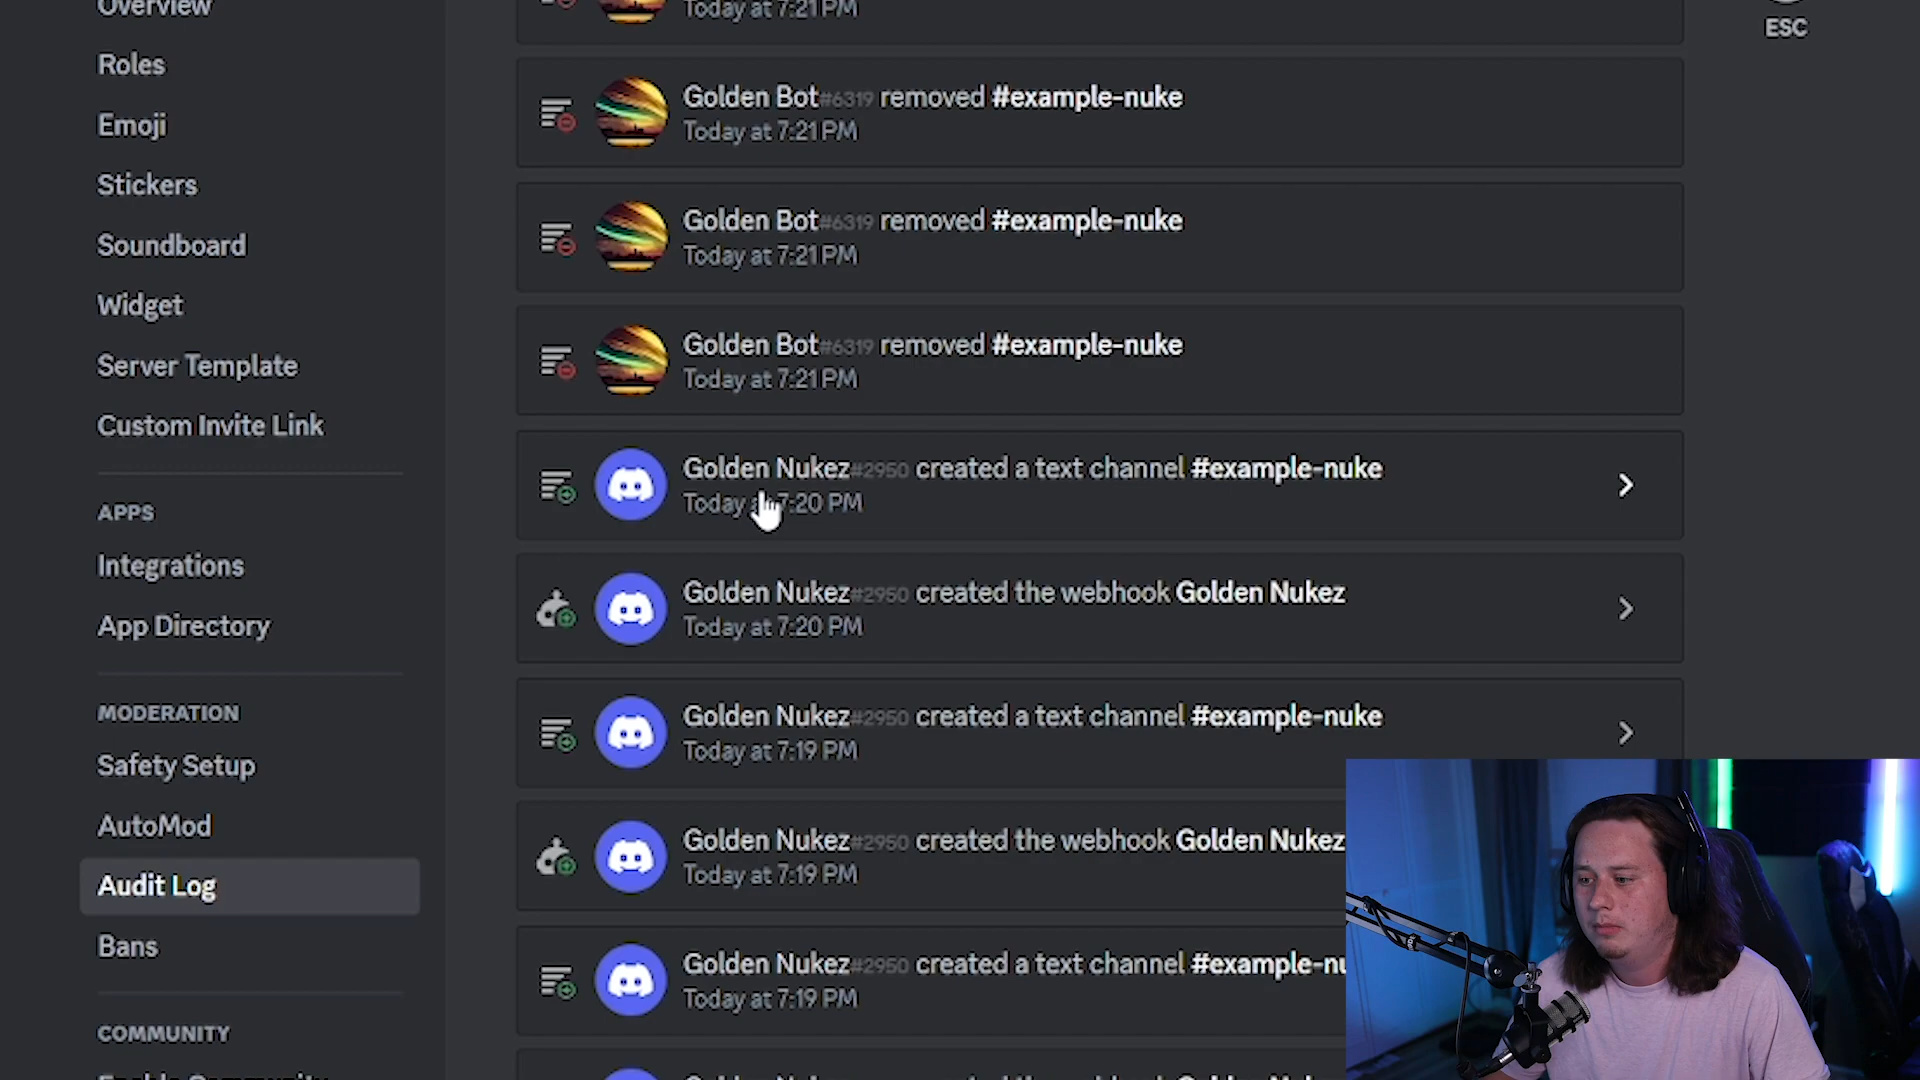 Overview
Roles
Emoji
Stickers
Soundboard
Widget
Server Template
Custom Invite Link
APPS
Integrations
App Directory
MODERATION
Safety Setup
AutoMod
Audit Log
Bans
COMMUNITY
Enable Community
Today at 7:21 PM
Golden Bot#6319 removed #example-nuke
Today at 7:21 PM
Golden Bot#6319 removed #example-nuke
Today at 7:21 PM
Golden Bot#6319 removed #example-nuke
Today at 7:21 PM
Golden Nukez#2950 created a text channel #example-nuke
Today at 7:20 PM
Golden Nukez#2950 created the webhook Golden Nukez
Today at 7:20 PM
Golden Nukez#2950 created a text channel #example-nuke
Today at 7:19 PM
Golden Nukez#2950 created the webhook Golden Nukez
Today at 7:19 PM
Golden Nukez#2950 created a text channel #example-nu
Today at 7:19 PM
ESC